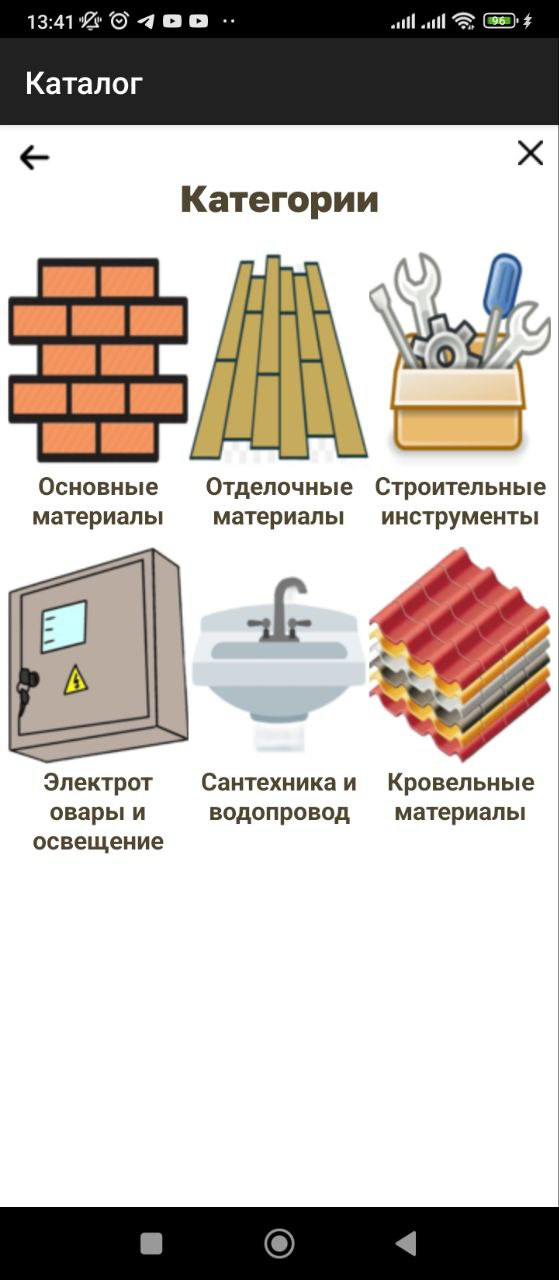 13:41
96
Каталог
Категории
Основные
материалы
Отделочные
материалы
Строительные
инструменты
Электрот
овары и
освещение
Сантехника и
водопровод
Кровельные
материалы